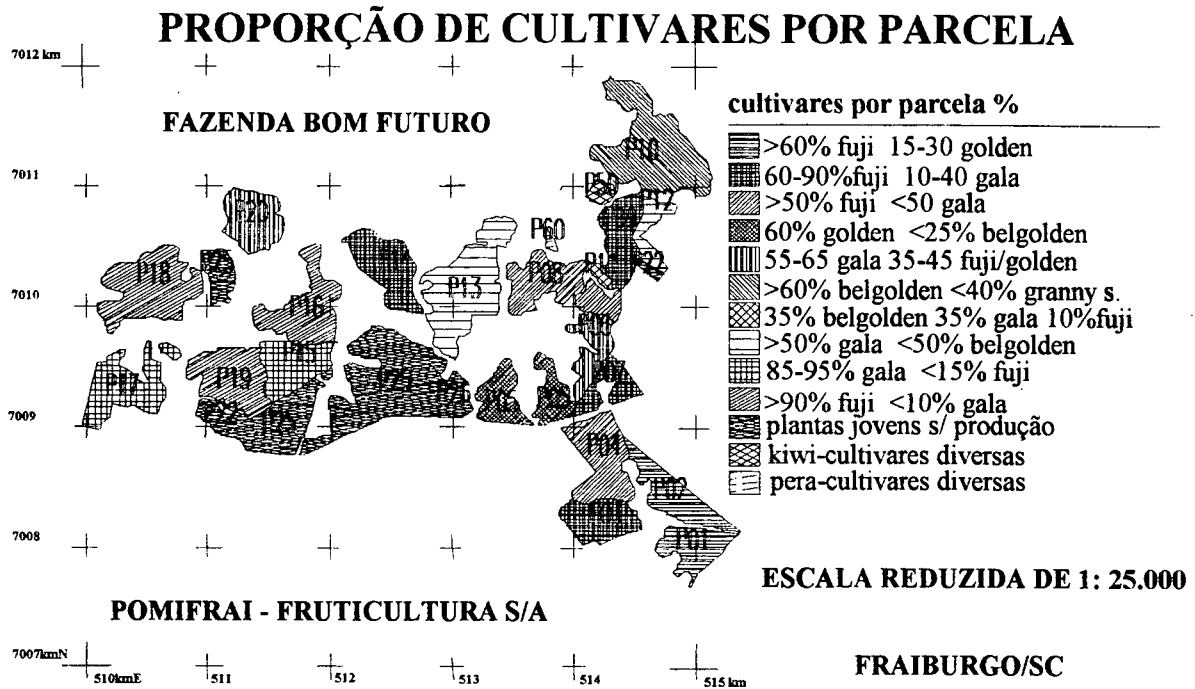 PROPORÇÃO DE CULTIVARES POR PARCELA
7012 km
FAZENDA BOM FUTURO
cultivares por parcela %
>60% fuji 15-30 golden
60-90%fuji 10-40 gala
>50% fuji <50 gala
60% golden <25% belgolden
55-65 gala 35-45 fuji/golden
>60% belgolden <40% granny s.
35% belgolden 35% gala 10%fuji
>50% gala <50% belgolden
85-95% gala <15% fuji
>90% fuji <10% gala
plantas jovens s/ produção
kiwi-cultivares diversas
pera-cultivares diversas
7011
P10
P50
P12
P20
P60
P18
P13
P08
P22
7010
P16
P17
P19
P05
7009
P04
P02
P01
7008
ESCALA REDUZIDA DE 1: 25.000
POMIFRAI - FRUTICULTURA S/A
7007kmN
510kmE
511
512
513
514
515 km
FRAIBURGO/SC